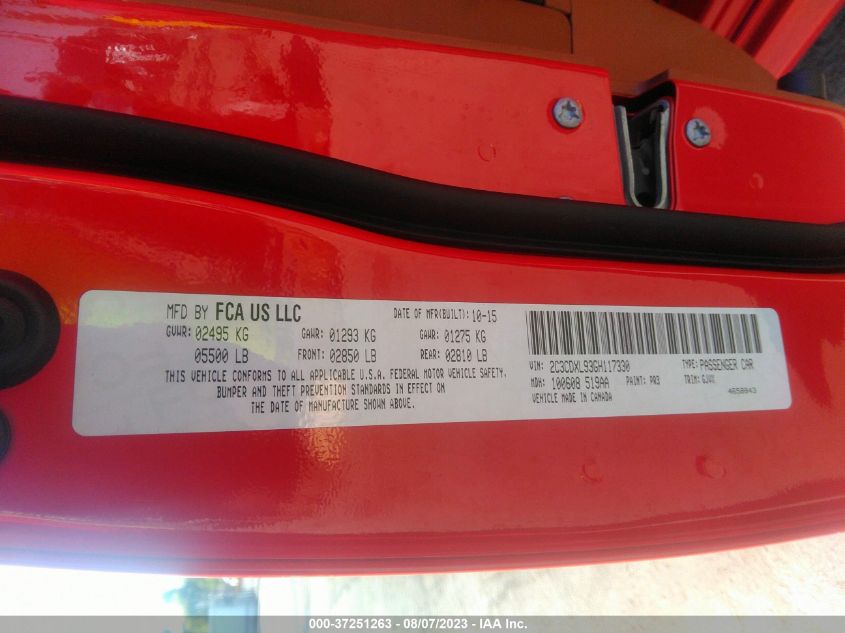 MFD BY FCA US LLC DATE OF MFR(BUILT): 10-15
GVWR: 02495 KG GAWR: 01293 KG GAWR: 01275 KG
05500 LB FRONT: 02850 LB REAR: 02810 LB
THIS VEHICLE CONFORMS TO ALL APPLICABLE U.S.A. FEDERAL MOTOR VEHICLE SAFETY,
BUMPER AND THEFT PREVENTION STANDARDS IN EFFECT ON
THE DATE OF MANUFACTURE SHOWN ABOVE.
VIN: 2C3CDXL93GH117330 TYPE: PASSENGER CAR
MDH: 100608 519AA PAINT: PR3 TRIM:
VEHICLE MADE IN CANADA 4658843
000-37251263 - 08/07/2023 - IAA Inc.